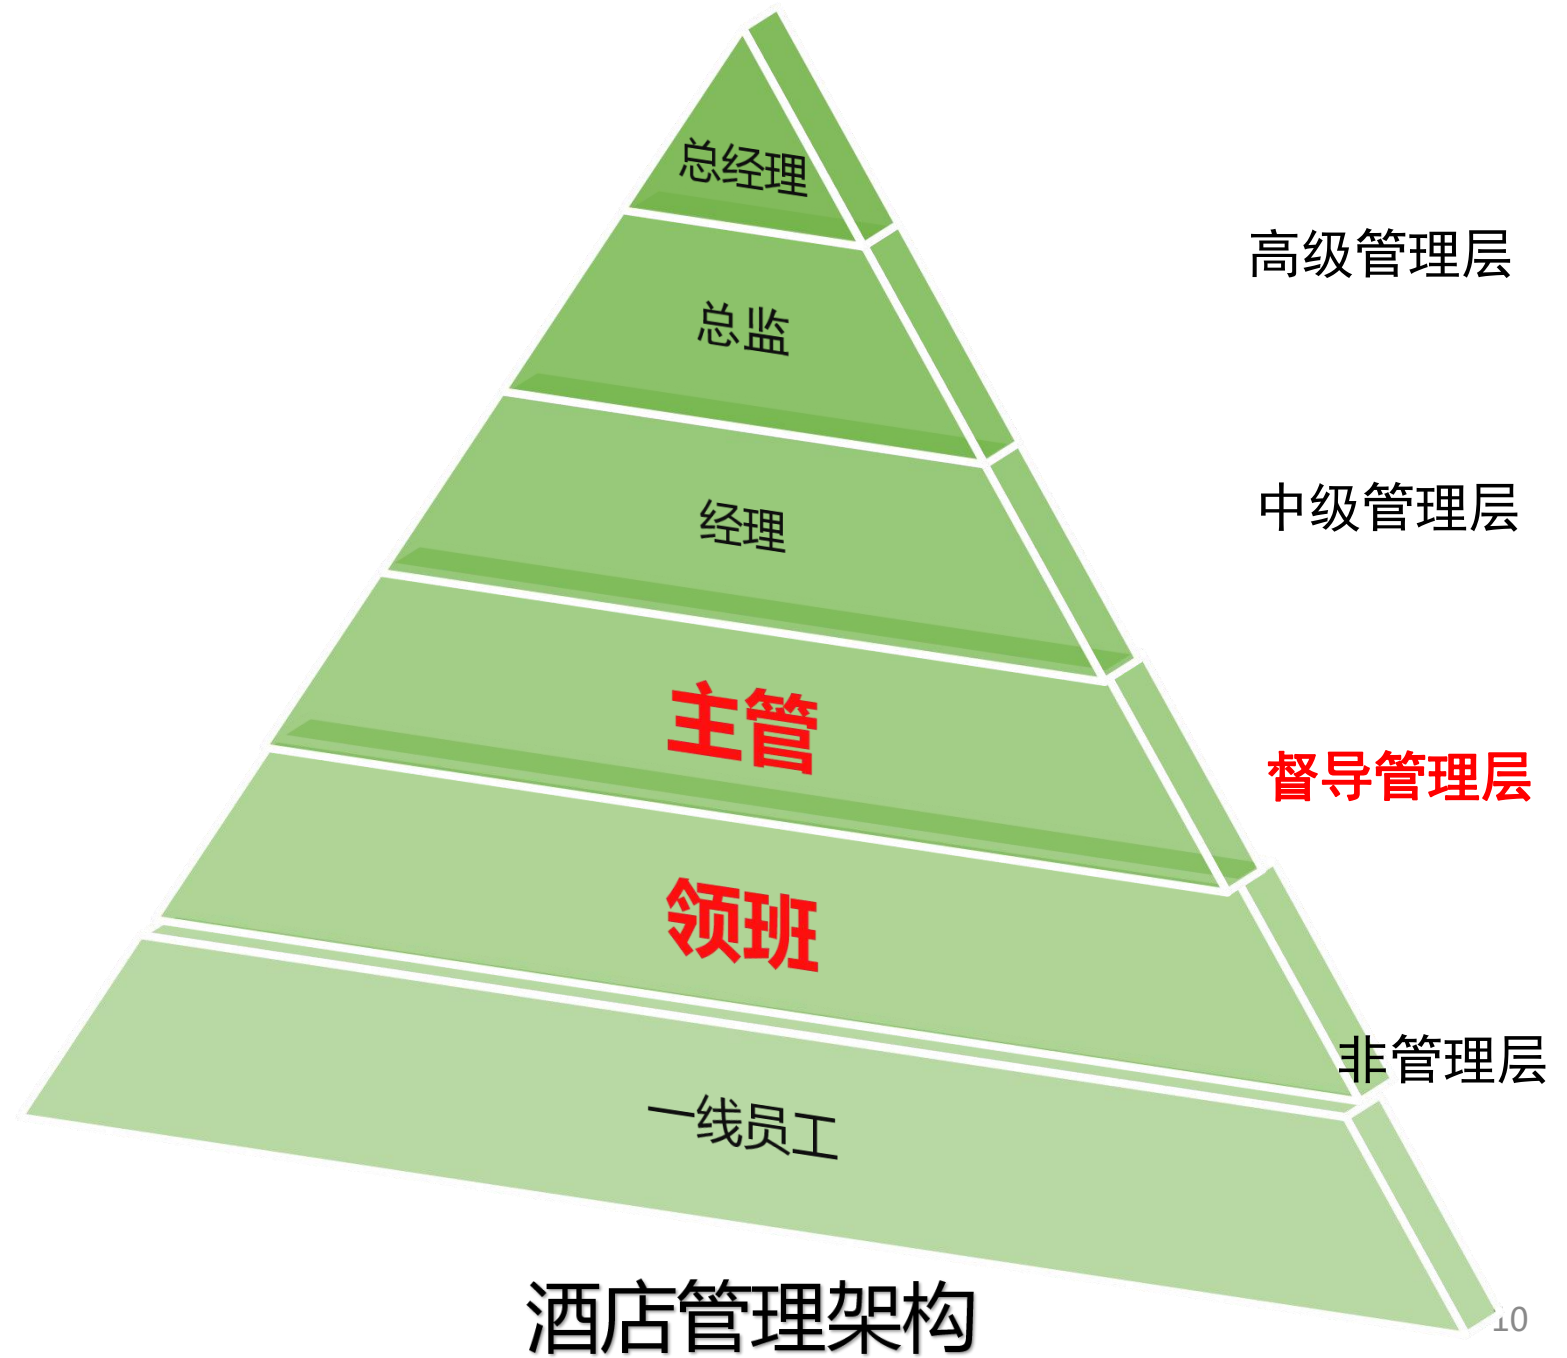 总经理
高级管理层
总监
中级管理层
经理
主管
督导管理层
领班
非管理层
一线员工
酒店管理架构
10